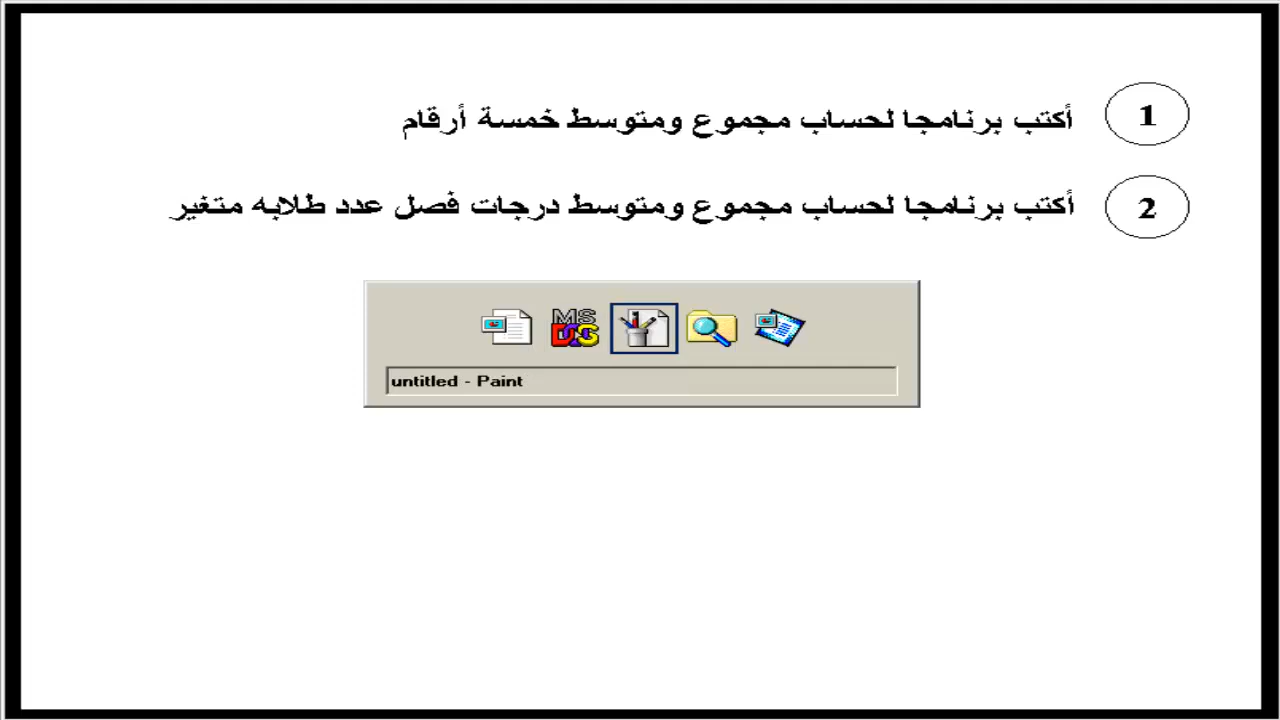 1 أكتب برنامجا لحساب مجموع ومتوسط خمسة أرقام
2 أكتب برنامجا لحساب مجموع ومتوسط درجات فصل عدد طلابه متغير
MS DOS
untitled - Paint